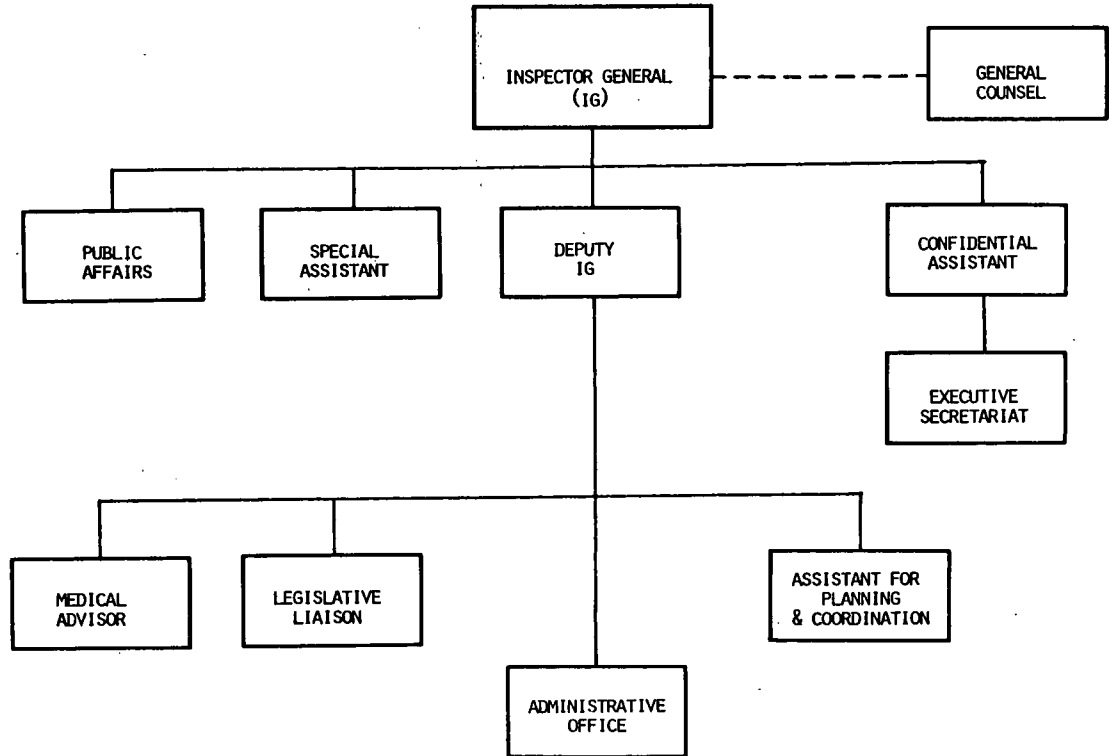 INSPECTOR GENERAL
(IG)
GENERAL
COUNSEL
PUBLIC
AFFAIRS
SPECIAL
ASSISTANT
DEPUTY
IG
CONFIDENTIAL
ASSISTANT
EXECUTIVE
SECRETARIAT
MEDICAL
ADVISOR
LEGISLATIVE
LIAISON
ASSISTANT FOR
PLANNING
& COORDINATION
ADMINISTRATIVE
OFFICE